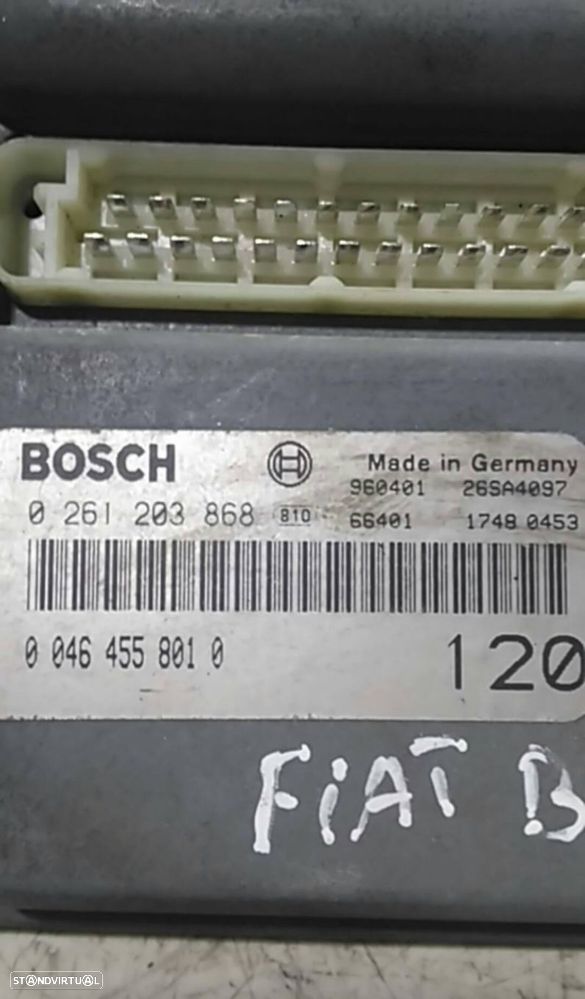 BOSCH Made in Germany
960401 26SA4097
0 261 203 868 810 66401 1748 0453
0 046 455 801 0 120
FiAT B
STANDVIRTUAL